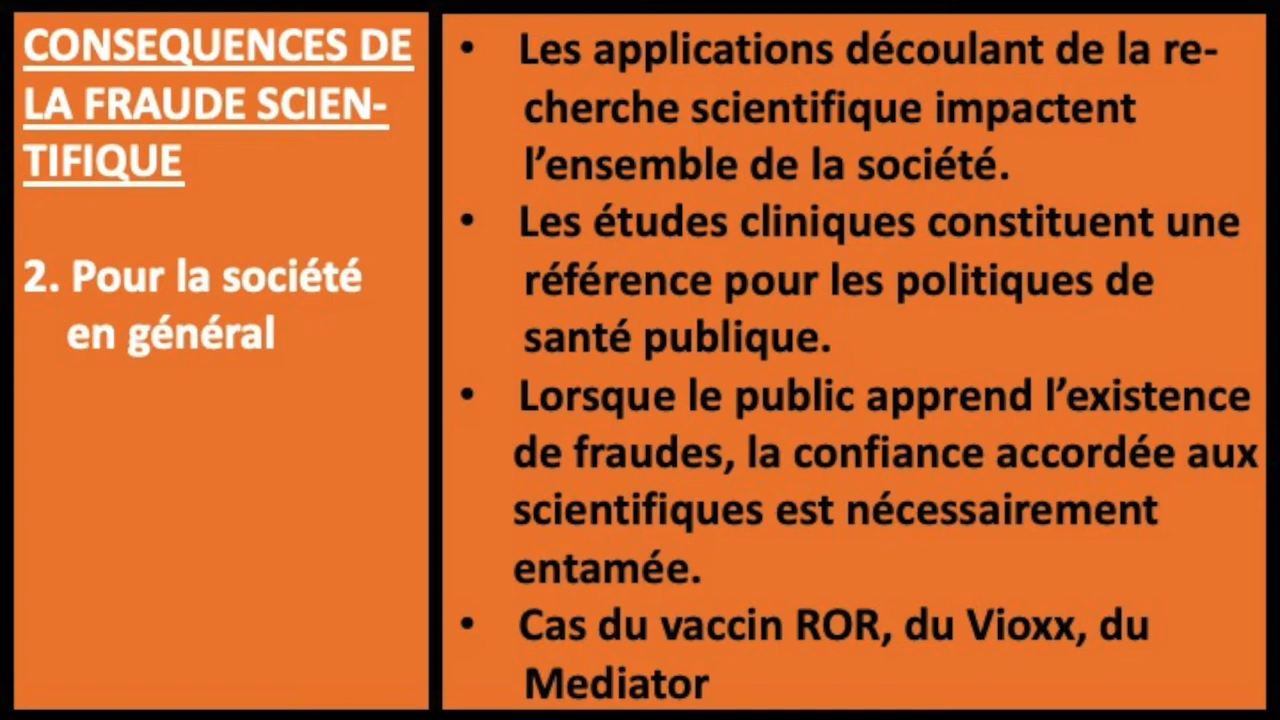 CONSEQUENCES DE
LA FRAUDE SCIEN-
TIFIQUE
2. Pour la société
en général
• Les applications découlant de la re-
cherche scientifique impactent
l’ensemble de la société.
• Les études cliniques constituent une
référence pour les politiques de
santé publique.
• Lorsque le public apprend l’existence
de fraudes, la confiance accordée aux
scientifiques est nécessairement
entamée.
• Cas du vaccin ROR, du Vioxx, du
Mediator